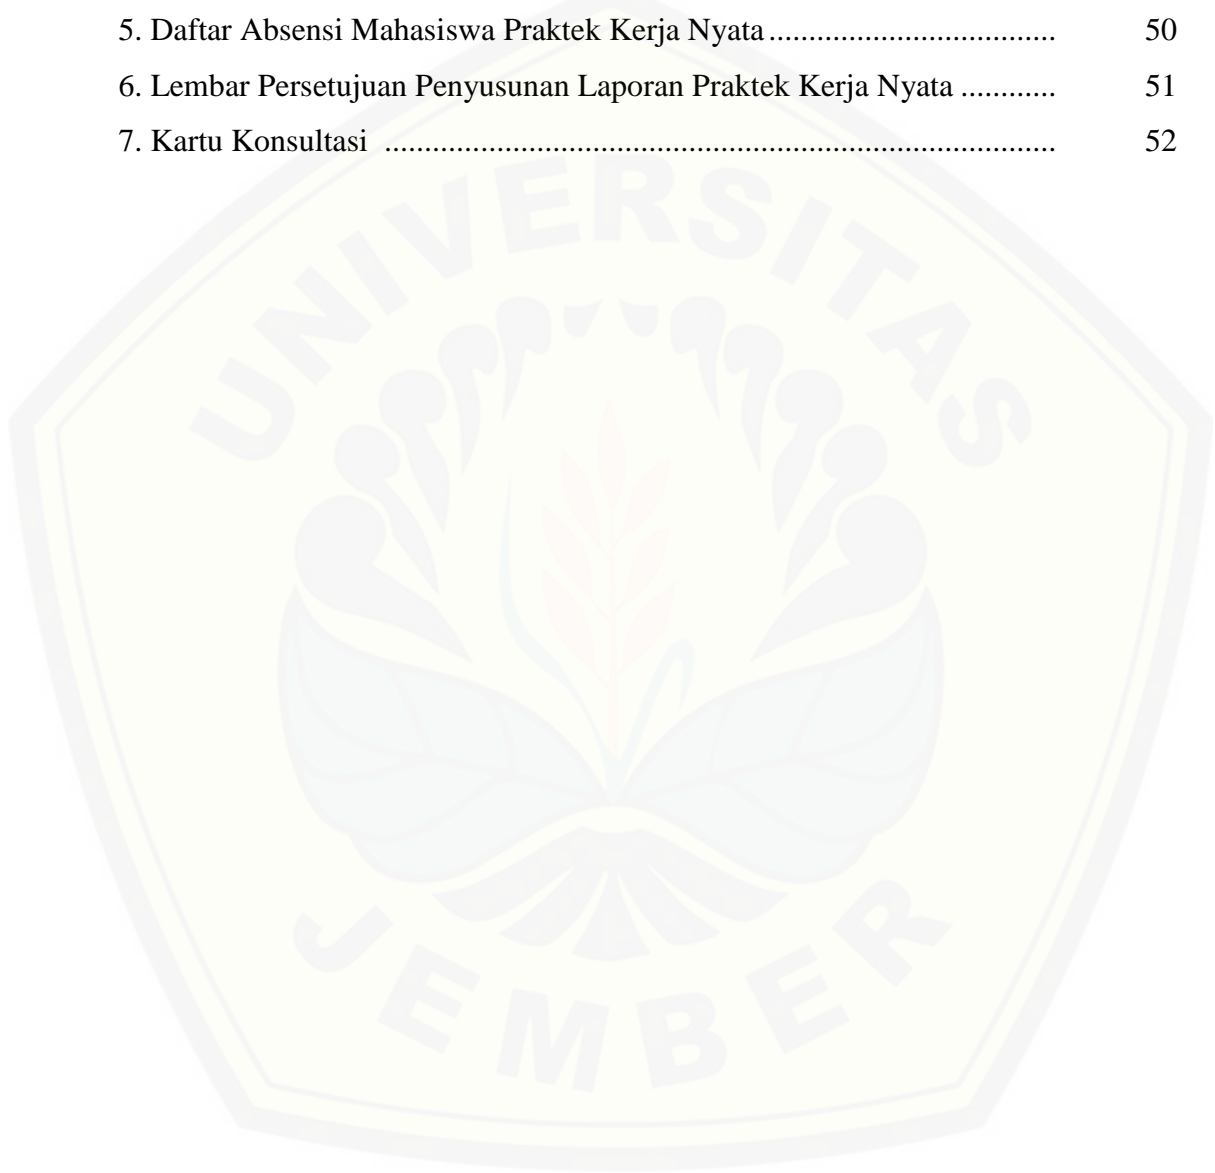 5. Daftar Absensi Mahasiswa Praktek Kerja Nyata.................................... 50
6. Lembar Persetujuan Penyusunan Laporan Praktek Kerja Nyata ............ 51
7. Kartu Konsultasi ..................................................................................... 52
UNIVERSITAS
JEMBER